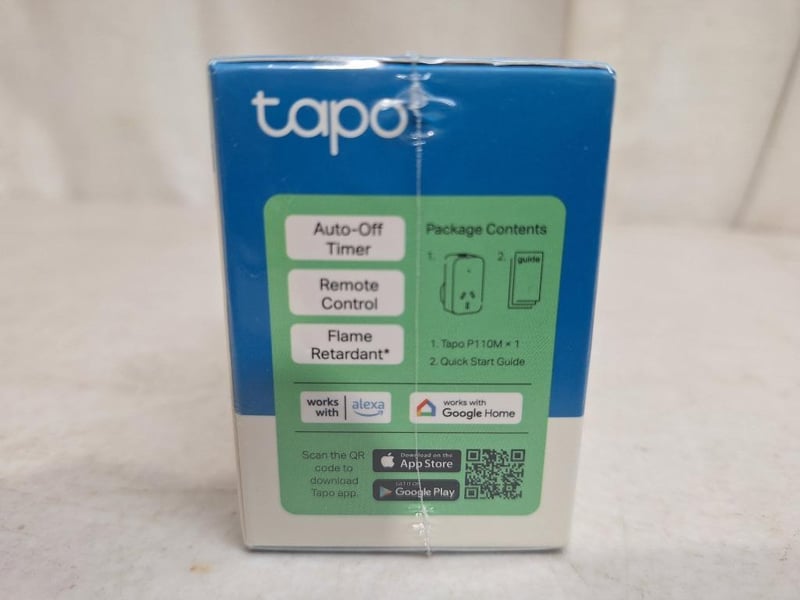 tapo
Auto-Off
Timer
Remote
Control
Flame
Retardant*
Package Contents
1.
2.
guide
1. Tapo P110M × 1
2. Quick Start Guide
works
with
alexa
works with
Google Home
Scan the QR
code to
download
Tapo app.
Download on the
App Store
GET IT ON
Google Play